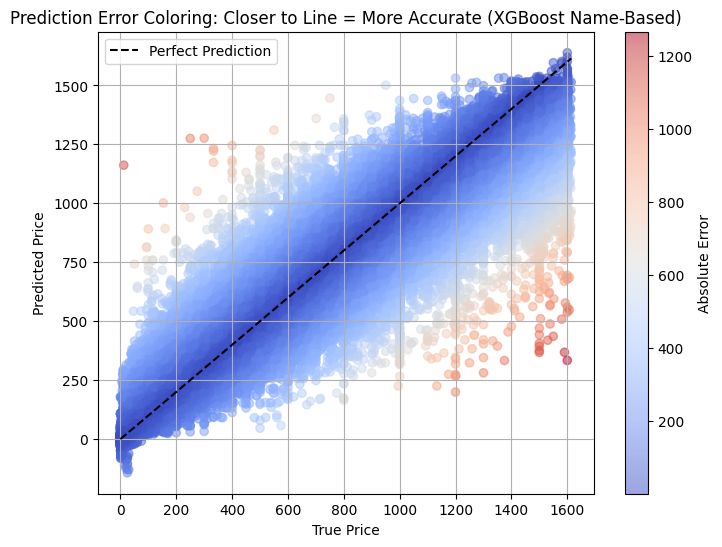 Prediction Error Coloring: Closer to Line = More Accurate (XGBoost Name-Based)
Perfect Prediction
1500
1250
1000
750
500
250
0
Predicted Price
0 200 400 600 800 1000 1200 1400 1600
True Price
1200
1000
800
600
400
200
Absolute Error